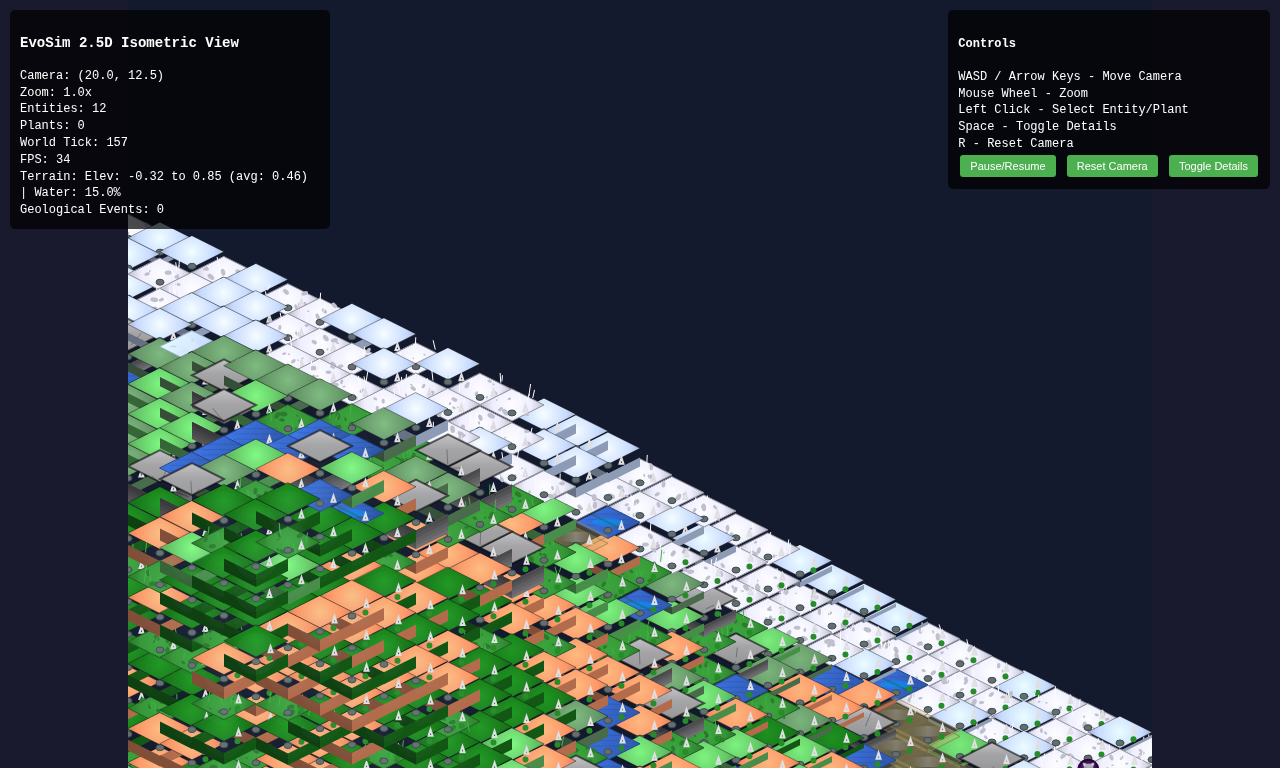 EvoSim 2.5D Isometric View
Camera: (20.0, 12.5)
Zoom: 1.0x
Entities: 12
Plants: 0
World Tick: 157
FPS: 34
Terrain: Elev: -0.32 to 0.85 (avg: 0.46)
| Water: 15.0%
Geological Events: 0
Controls
WASD / Arrow Keys - Move Camera
Mouse Wheel - Zoom
Left Click - Select Entity/Plant
Space - Toggle Details
R - Reset Camera
Pause/Resume Reset Camera Toggle Details